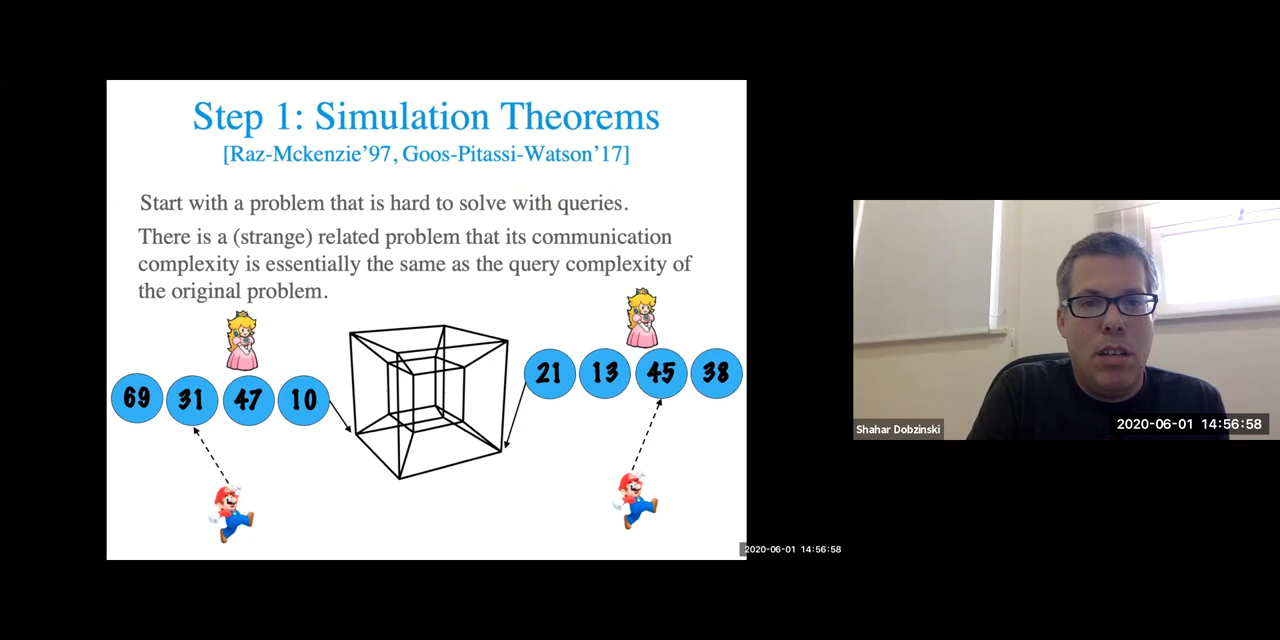 Step 1: Simulation Theorems
[Raz-Mckenzie’97, Goos-Pitassi-Watson’17]
Start with a problem that is hard to solve with queries.
There is a (strange) related problem that its communication
complexity is essentially the same as the query complexity of
the original problem.
69 31 47 10
21 13 45 38
2020-06-01 14:56:58
Shahar Dobzinski
2020-06-01 14:56:58